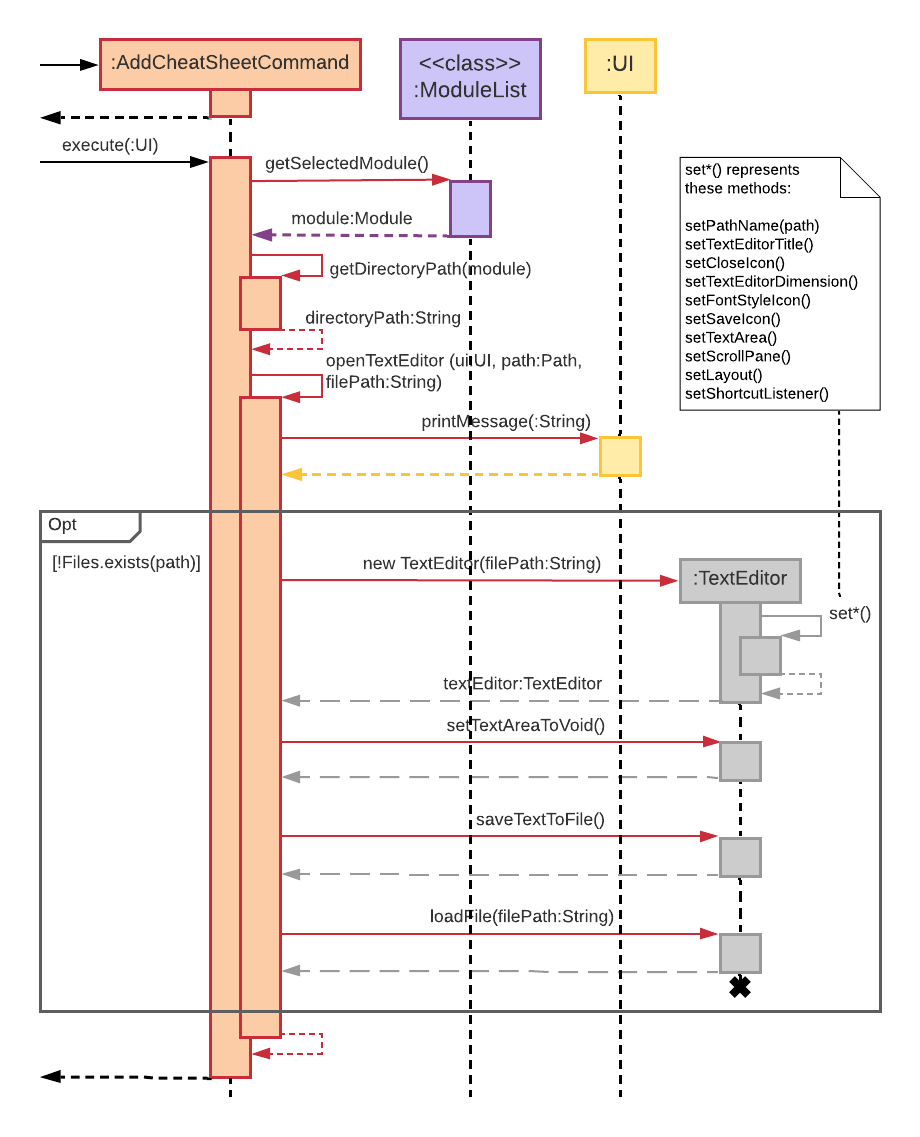 :AddCheatSheetCommand
<<class>>
:ModuleList
:UI
execute(:UI)
getSelectedModule()
module:Module
getDirectoryPath(module)
directoryPath:String
openTextEditor (ui:UI, path:Path,
filePath:String)
printMessage(:String)
set*() represents
these methods:
setPathName(path)
setTextEditorTitle()
setCloseIcon()
setTextEditorDimension()
setFontStyleIcon()
setSaveIcon()
setTextArea()
setScrollPane()
setLayout()
setShortcutListener()
Opt
[!Files.exists(path)]
new TextEditor(filePath:String)
:TextEditor
set*()
textEditor:TextEditor
setTextAreaToVoid()
saveTextToFile()
loadFile(filePath:String)